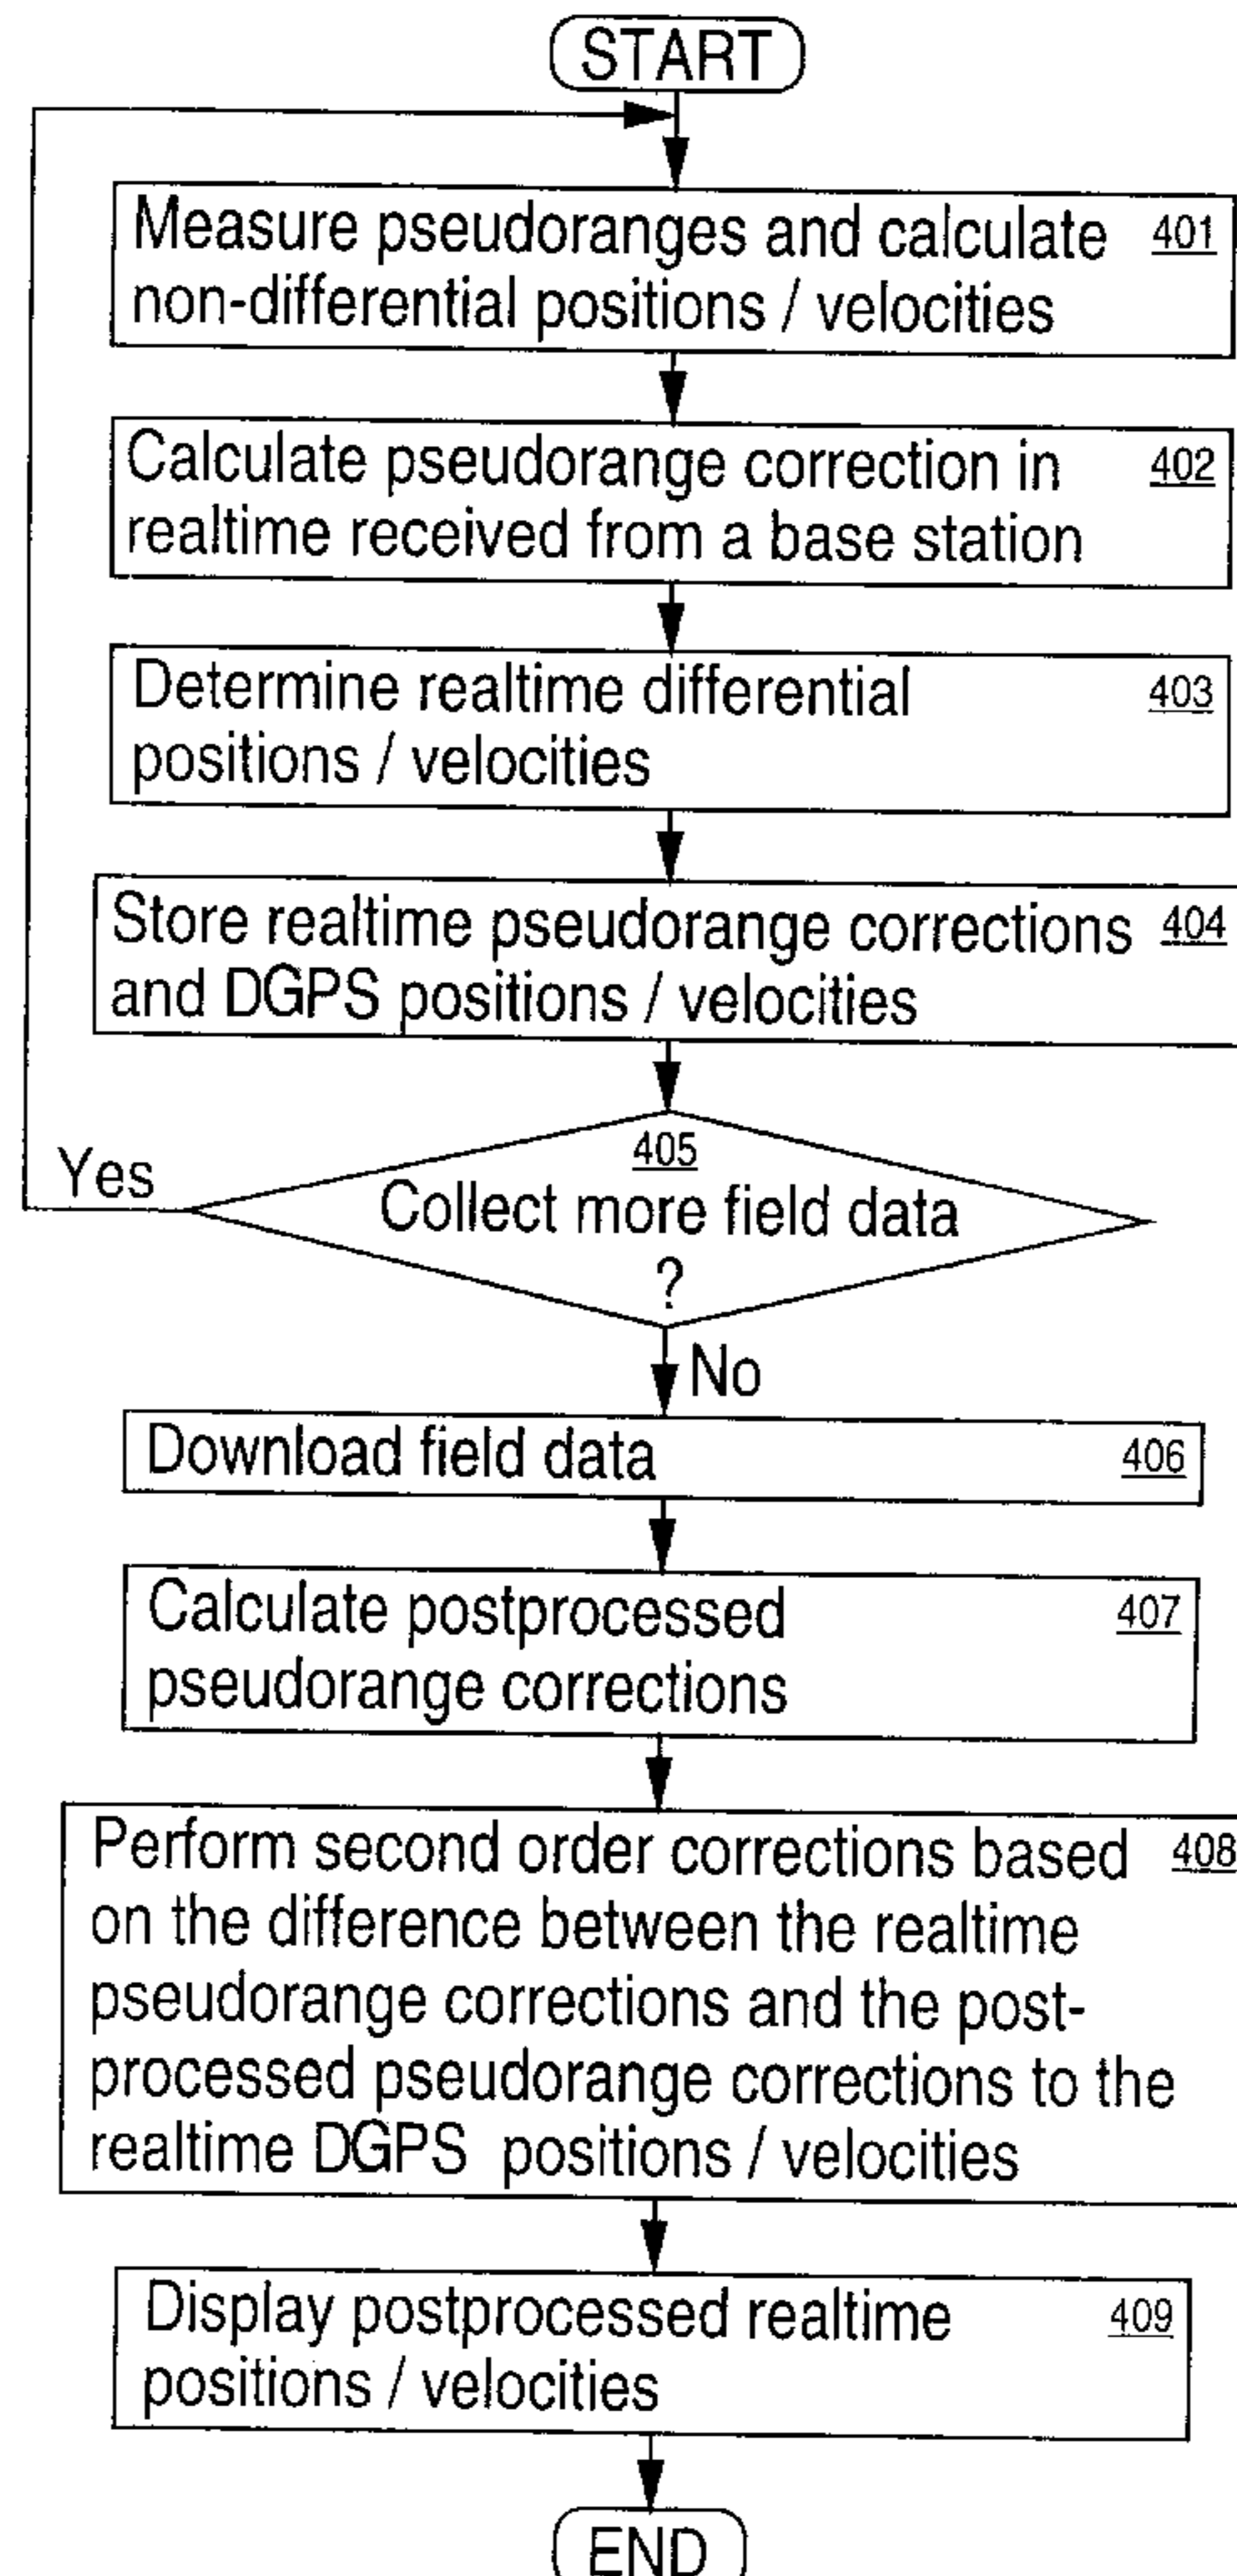 START
Measure pseudoranges and calculate 401
non-differential positions / velocities
Calculate pseudorange correction in 402
realtime received from a base station
Determine realtime differential 403
positions / velocities
Store realtime pseudorange corrections 404
and DGPS positions / velocities
405
Yes
Collect more field data
?
No
Download field data 406
Calculate postprocessed 407
pseudorange corrections
Perform second order corrections based 408
on the difference between the realtime
pseudorange corrections and the post-
processed pseudorange corrections to the
realtime DGPS positions / velocities
Display postprocessed realtime 409
positions / velocities
END